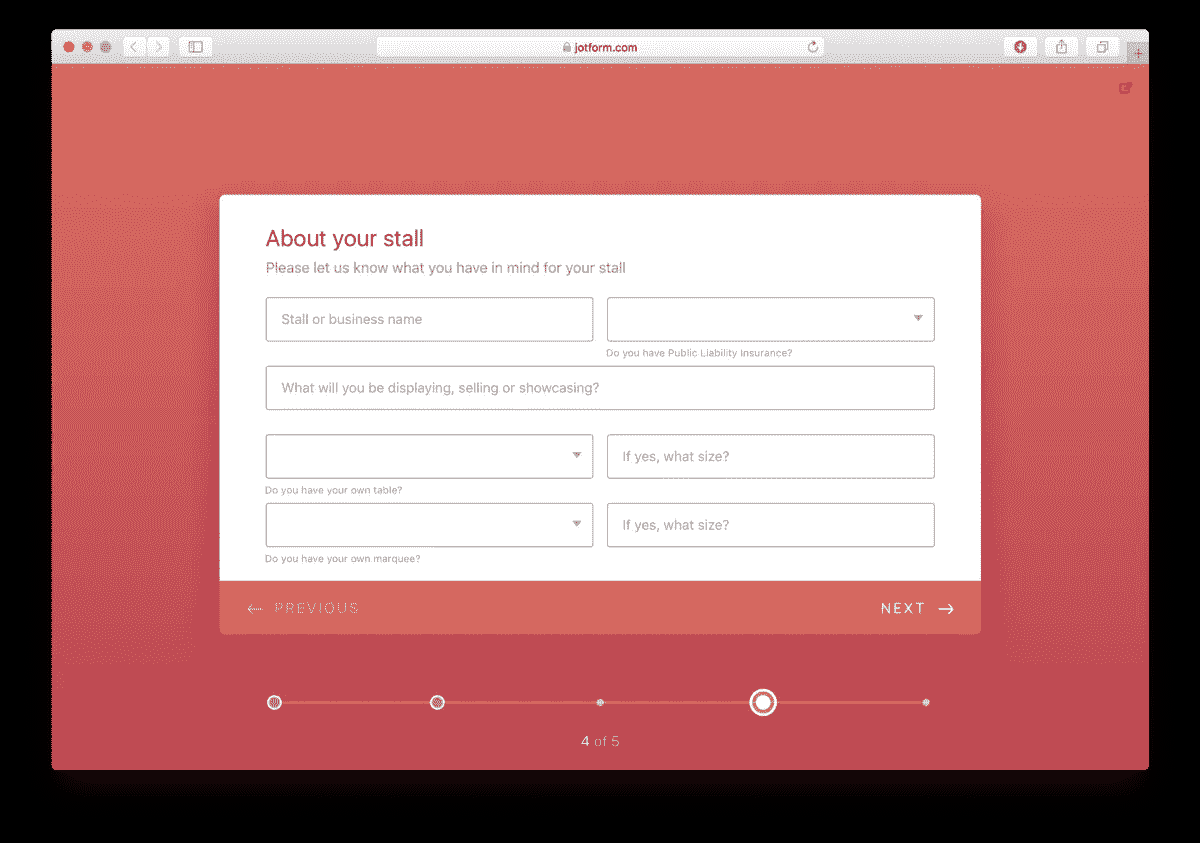 jotform.com
About your stall
Please let us know what you have in mind for your stall
Stall or business name
Do you have Public Liability Insurance?
What will you be displaying, selling or showcasing?
If yes, what size?
Do you have your own table?
If yes, what size?
Do you have your own marquee?
← PREVIOUS
NEXT →
4 of 5